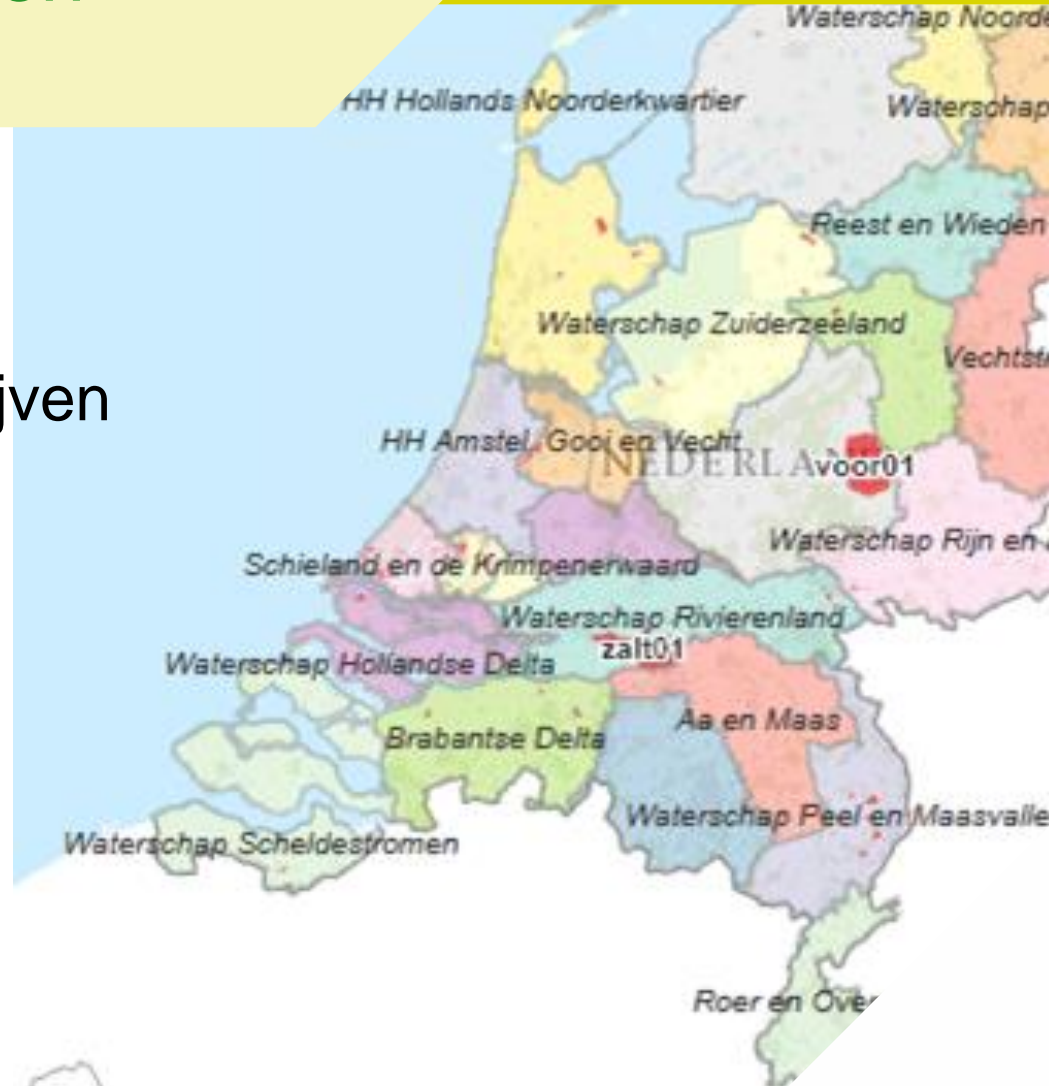 Waterschap Noorde
HH Hollands Noorderkwartier
Waterschap
Reest en Wieden
Waterschap Zuiderzeeland
Vechtst
jven
HH Amstel, Gooi en Vecht
NEDERLA
voor01
Waterschap Rijn en
Schieland en de Krimpenerwaard
Waterschap Rivierenland
zalt01
Waterschap Hollandse Delta
Aa en Maas
Brabantse Delta
Waterschap Peel en Maasvalle
Waterschap Scheldestromen
Roer en Over